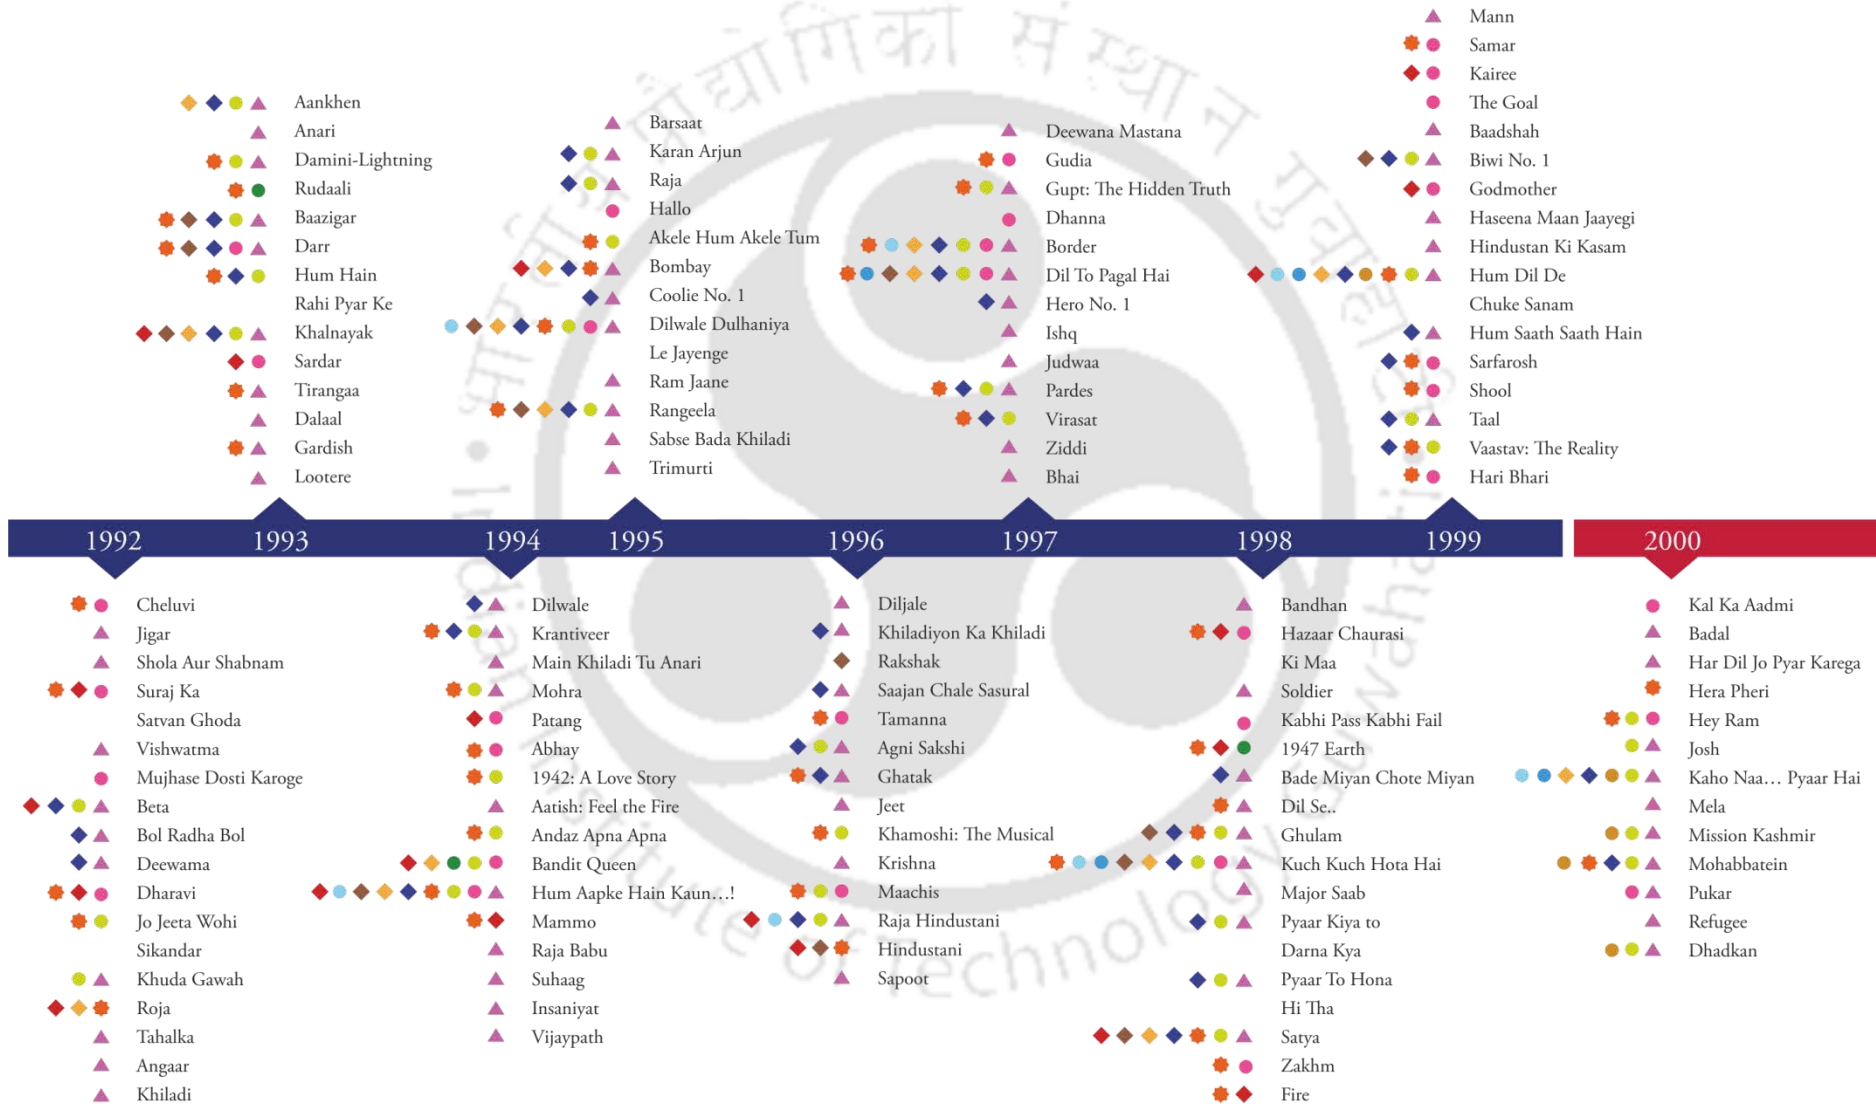 Aankhen
Anari
Damini-Lightning
Rudaali
Baazigar
Darr
Hum Hain
Rahi Pyar Ke
Khalnayak
Sardar
Tirangaa
Dalaal
Gardish
Lootere
Barsaat
Karan Arjun
Raja
Hallo
Akele Hum Akele Tum
Bombay
Coolie No. 1
Dilwale Dulhaniya
Le Jayenge
Ram Jaane
Rangeela
Sabse Bada Khiladi
Trimurti
Deewana Mastana
Gudia
Gupt: The Hidden Truth
Dhanna
Border
Dil To Pagal Hai
Hero No. 1
Ishq
Judwaa
Pardes
Virasat
Ziddi
Bhai
Mann
Samar
Kairee
The Goal
Baadshah
Biwi No. 1
Godmother
Haseena Maan Jaayegi
Hindustan Ki Kasam
Hum Dil De
Chuke Sanam
Hum Saath Saath Hain
Sarfarosh
Shool
Taal
Vaastav: The Reality
Hari Bhari
1992 1993 1994 1995 1996 1997 1998 1999 2000
Cheluvi
Jigar
Shola Aur Shabnam
Suraj Ka
Satvan Ghoda
Vishwatma
Mujhase Dosti Karoge
Beta
Bol Radha Bol
Deewama
Dharavi
Jo Jeeta Wohi
Sikandar
Khuda Gawah
Roja
Tahalka
Angaar
Khiladi
Dilwale
Krantiveer
Main Khiladi Tu Anari
Mohra
Patang
Abhay
1942: A Love Story
Aatish: Feel the Fire
Andaz Apna Apna
Bandit Queen
Hum Aapke Hain Kaun…!
Mammo
Raja Babu
Suhaag
Insaniyat
Vijaypath
Diljale
Khiladiyon Ka Khiladi
Rakshak
Saajan Chale Sasural
Tamanna
Agni Sakshi
Ghatak
Jeet
Khamoshi: The Musical
Krishna
Maachis
Raja Hindustani
Hindustani
Sapoot
Bandhan
Hazaar Chaurasi
Ki Maa
Soldier
Kabhi Pass Kabhi Fail
1947 Earth
Bade Miyan Chote Miyan
Dil Se..
Ghulam
Kuch Kuch Hota Hai
Major Saab
Pyaar Kiya to
Darna Kya
Pyaar To Hona
Hi Tha
Satya
Zakhm
Fire
Kal Ka Aadmi
Badal
Har Dil Jo Pyar Karega
Hera Pheri
Hey Ram
Josh
Kaho Naa… Pyaar Hai
Mela
Mission Kashmir
Mohabbatein
Pukar
Refugee
Dhadkan
भारतीय प्रौद्योगिकी संस्थान गुवाहाटी
Indian Institute of Technology Guwahati